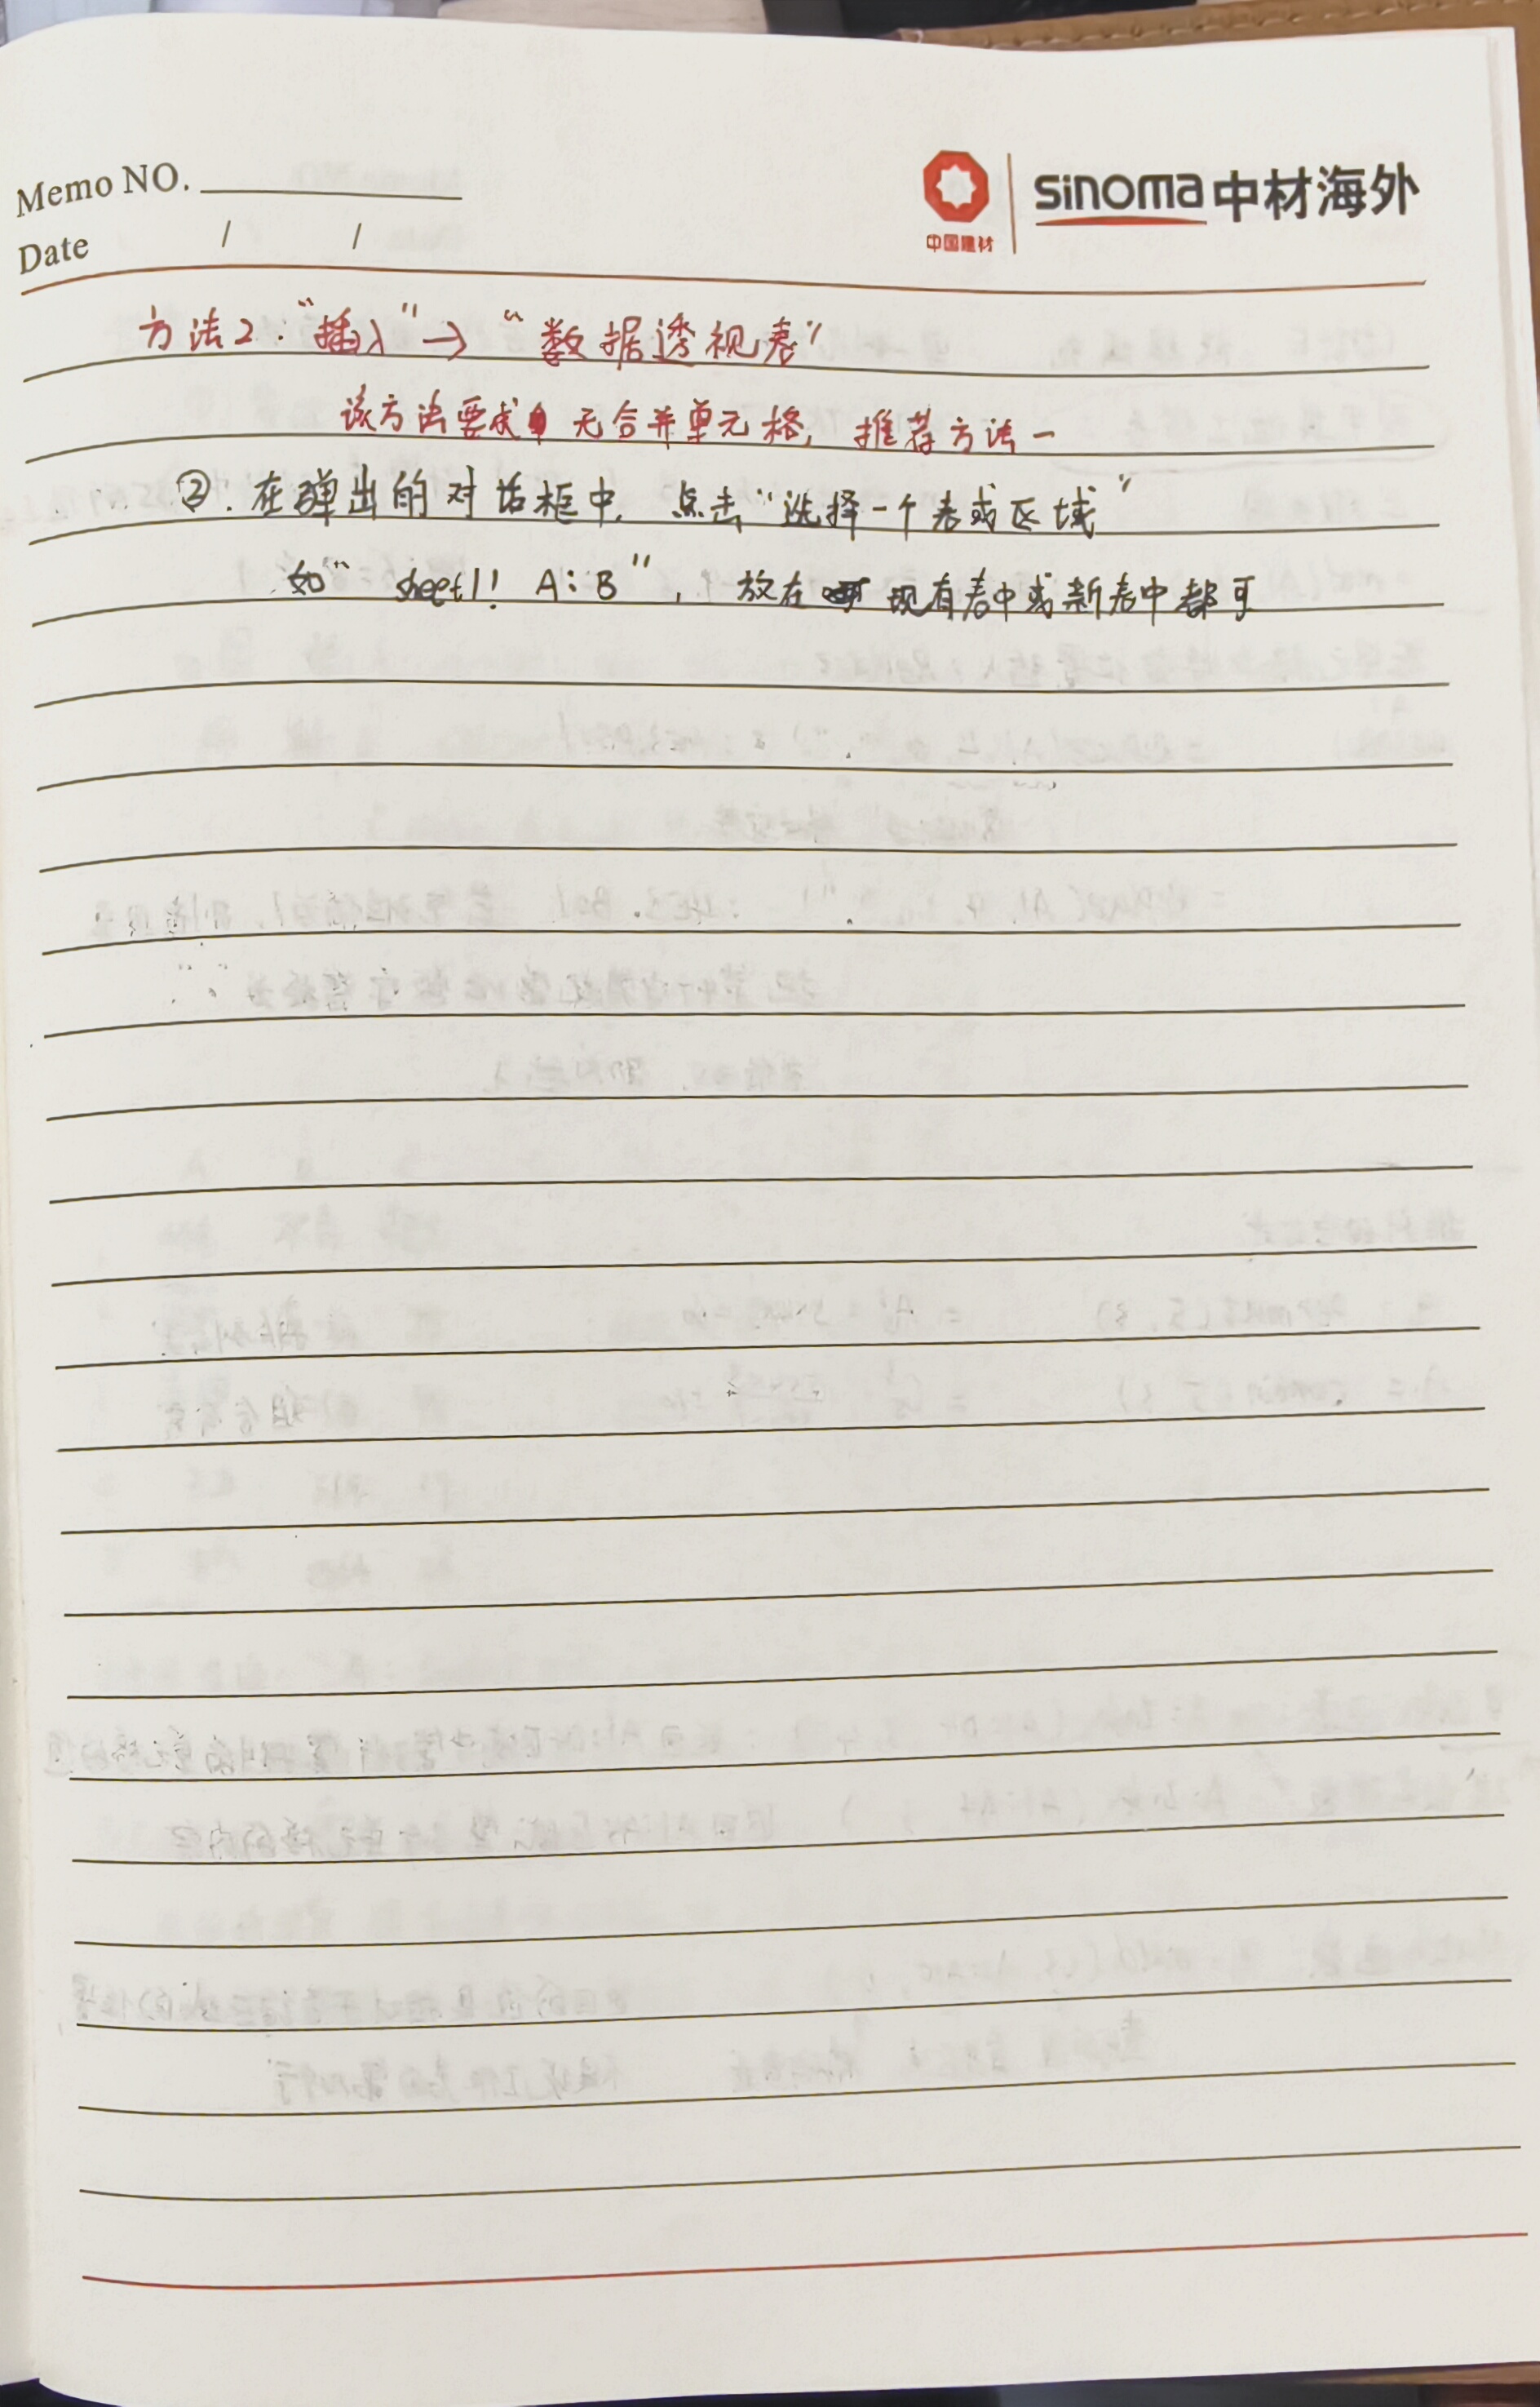 Memo NO.
Date / /
中国建材
sinoma 中材海外
方法2："插入"→"数据透视表"
该方法要求 无合并单元格，推荐方法一
②.在弹出的对话框中，点击"选择一个表或区域"
如"sheet1! A:B"，放在 现有表中或新表中都可